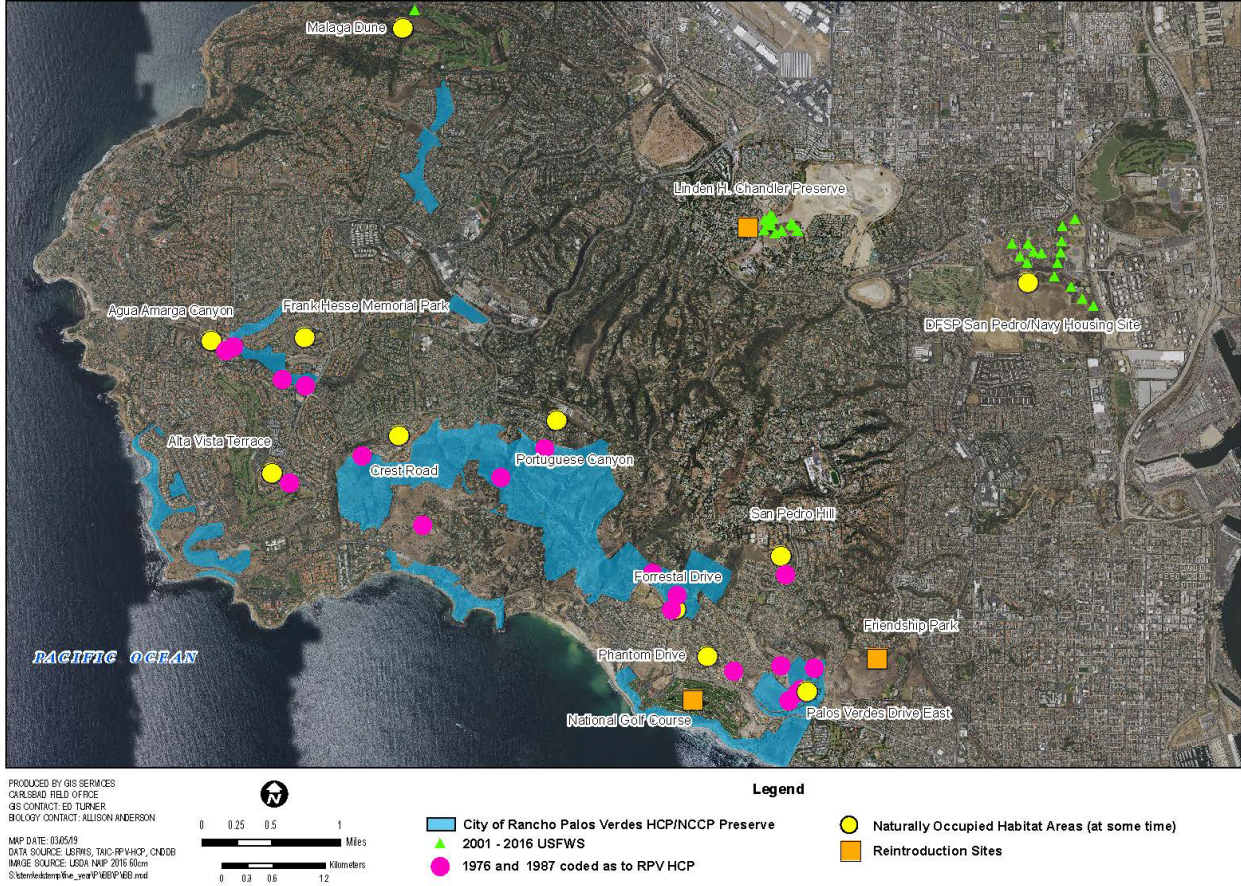 Malaga Dune
Linden H. Chandler Preserve
Agua Amarga Canyon
Frank Hesse Memorial Park
DFSP San Pedro/Navy Housing Site
Alta Vista Terrace
Crest Road
Portuguese Canyon
San Pedro Hill
Forrestal Drive
Friendship Park
PACIFIC OCEAN
Phantom Drive
National Golf Course
Palos Verdes Drive East
PRODUCED BY GIS SERVICES
CARLSBAD FIELD OFFICE
GIS CONTACT: ED TURNER
BIOLOGY CONTACT: ALLISON ANDERSON
MAP DATE: 03/05/19
DATA SOURCE: USFWS, TAIC-RPV-HCP, CNDDB
IMAGE SOURCE: USDA NAIP 2016 60cm
N
0 0.25 0.5 1
Miles
Kilometers
0 0.3 0.6 1.2
Legend
City of Rancho Palos Verdes HCP/NCCP Preserve
2001 - 2016 USFWS
1976 and 1987 coded as to RPV HCP
Naturally Occupied Habitat Areas (at some time)
Reintroduction Sites